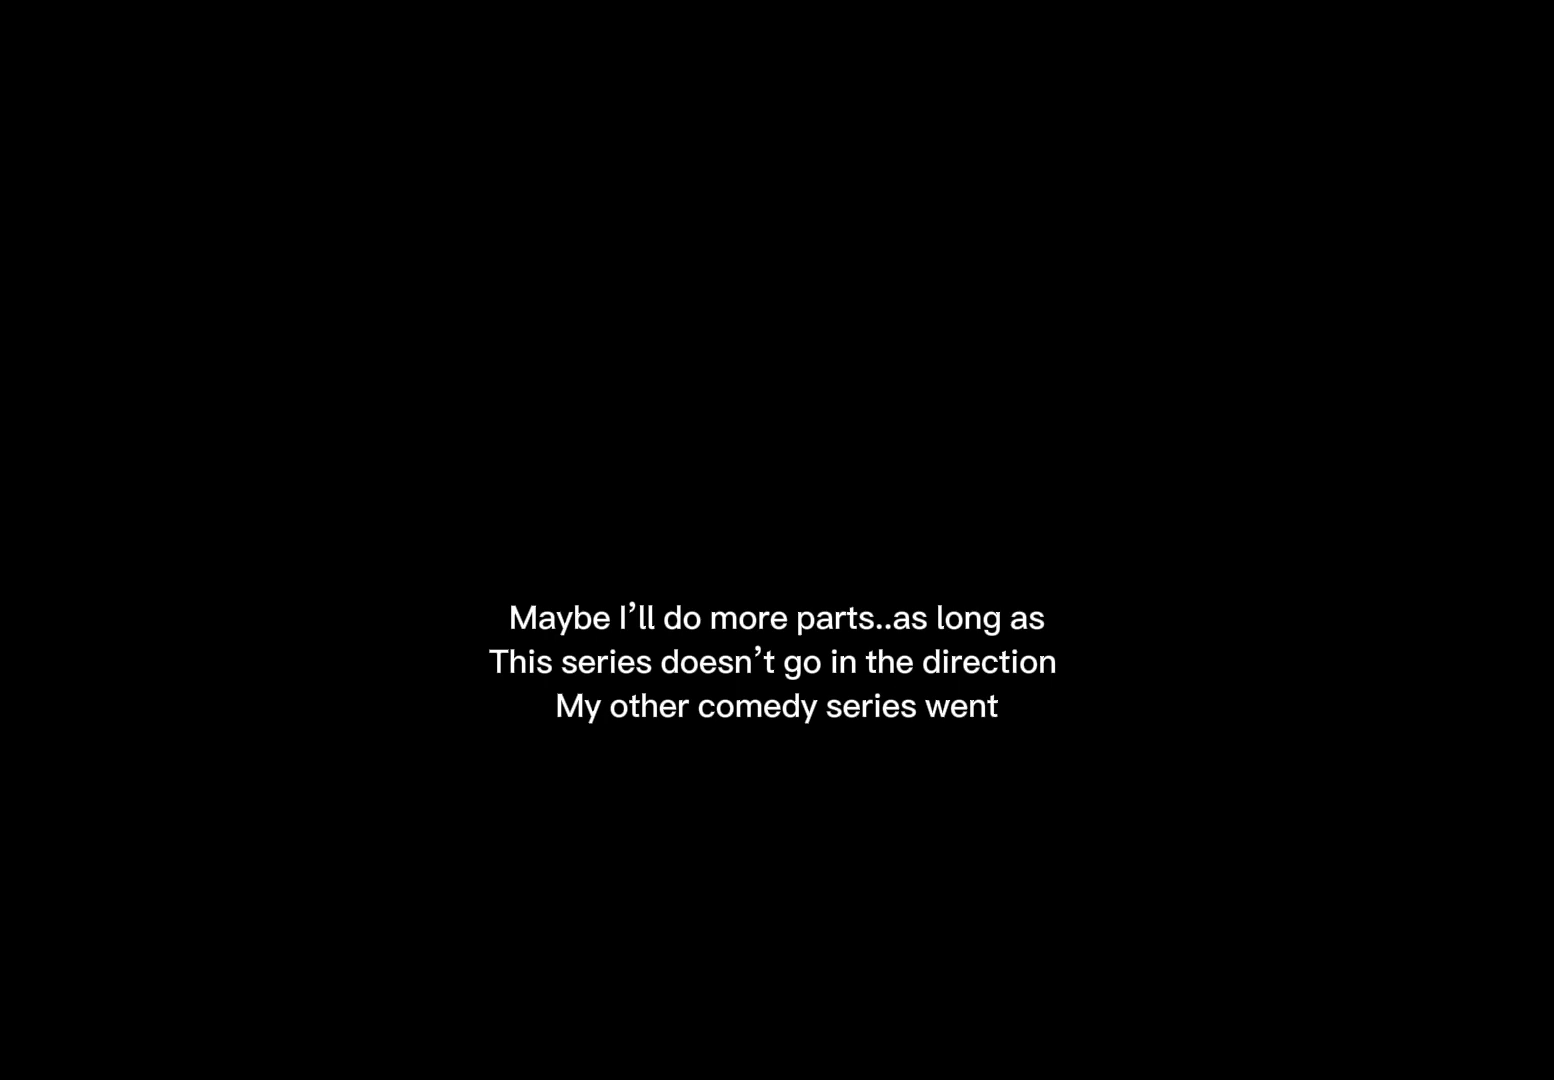 Maybe I’ll do more parts..as long as
This series doesn’t go in the direction
My other comedy series went